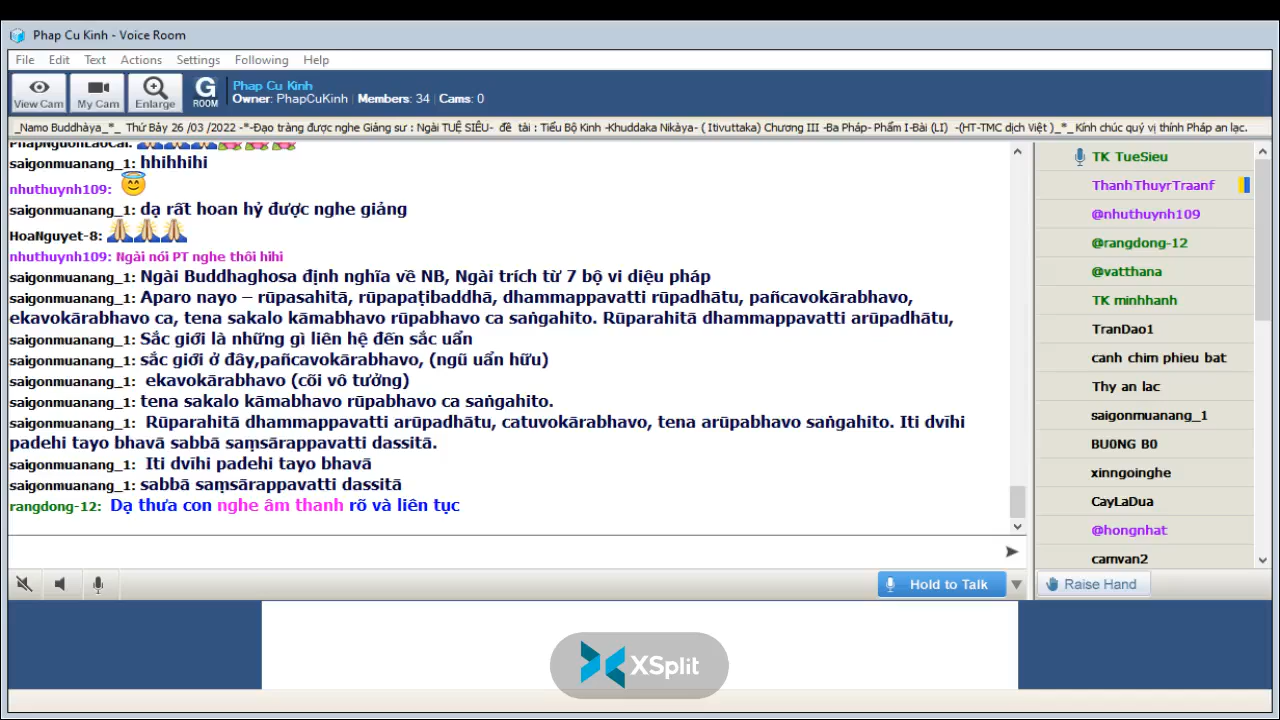 Phap Cu Kinh - Voice Room
File Edit Text Actions Settings Following Help
View Cam My Cam Enlarge G ROOM
Phap Cu Kinh
Owner: PhapCuKinh | Members: 34 | Cams: 0
_Namo Buddhàya_*_ Thứ Bảy 26 /03 /2022 -*-Đạo tràng được nghe Giảng sư : Ngài TUỆ SIÊU- đề tài : Tiểu Bộ Kinh -Khuddaka Nikàya- ( Itivuttaka) Chương III -Ba Pháp- Phẩm I-Bài (LI) -(HT-TMC dịch Việt )_*_ Kính chúc quý vị thính Pháp an lạc.
PhapNguonLaoCai:
saigonmuanang_1: hhihhihi
nhuthuynh109:
saigonmuanang_1: dạ rất hoan hỷ được nghe giảng
HoaNguyet-8:
nhuthuynh109: Ngài nói PT nghe thôi hihi
saigonmuanang_1: Ngài Buddhaghosa định nghĩa về NB, Ngài trích từ 7 bộ vi diệu pháp
saigonmuanang_1: Aparo nayo – rūpasahitā, rūpapaṭibaddhā, dhammappavatti rūpadhātu, pañcavokārabhavo,
ekavokārabhavo ca, tena sakalo kāmabhavo rūpabhavo ca saṅgahito. Rūparahitā dhammappavatti arūpadhātu,
saigonmuanang_1: Sắc giới là những gì liên hệ đến sắc uẩn
saigonmuanang_1: sắc giới ở đây,pañcavokārabhavo, (ngũ uẩn hữu)
saigonmuanang_1: ekavokārabhavo (cõi vô tưởng)
saigonmuanang_1: tena sakalo kāmabhavo rūpabhavo ca saṅgahito.
saigonmuanang_1: Rūparahitā dhammappavatti arūpadhātu, catuvokārabhavo, tena arūpabhavo saṅgahito. Iti dvīhi
padehi tayo bhavā sabbā saṃsārappavatti dassitā.
saigonmuanang_1: Iti dvīhi padehi tayo bhavā
saigonmuanang_1: sabbā saṃsārappavatti dassitā
rangdong-12: Dạ thưa con nghe âm thanh rõ và liên tục
TK TueSieu
ThanhThuyrTraanf
@nhuthuynh109
@rangdong-12
@vatthana
TK minhhanh
TranDao1
canh chim phieu bat
Thy an lac
saigonmuanang_1
BU0NG B0
xinngoinghe
CayLaDua
@hongnhat
camvan2
Hold to Talk
Raise Hand
XSplit